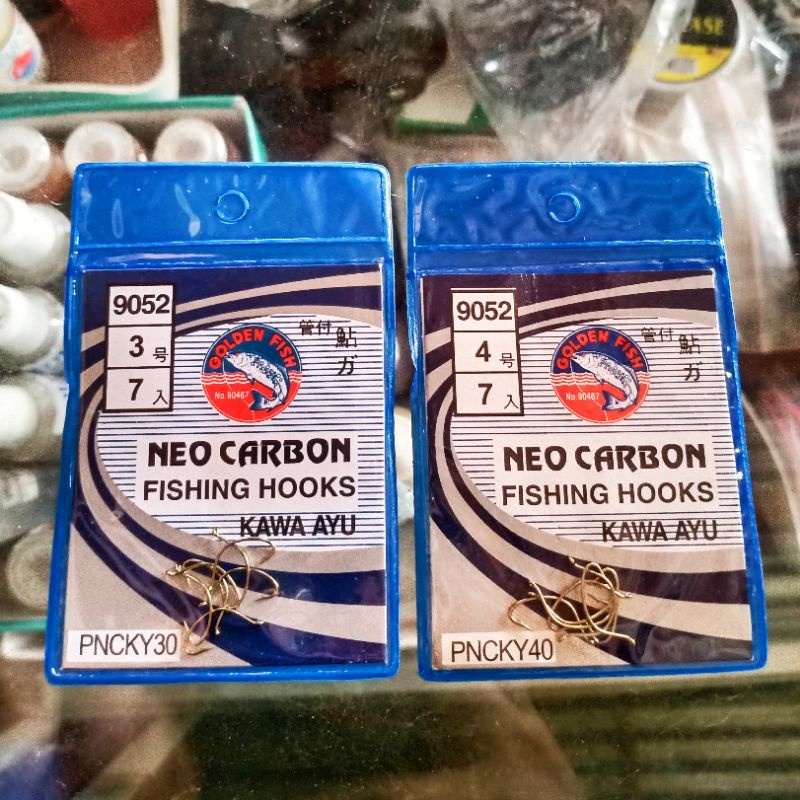 9052
3 号
7 入
管付
鮎
ガ
GOLDEN FISH
No. 90467
NEO CARBON
FISHING HOOKS
KAWA AYU
PNCKY30
9052
4 号
7 入
管付
鮎
ガ
GOLDEN FISH
No. 90467
NEO CARBON
FISHING HOOKS
KAWA AYU
PNCKY40